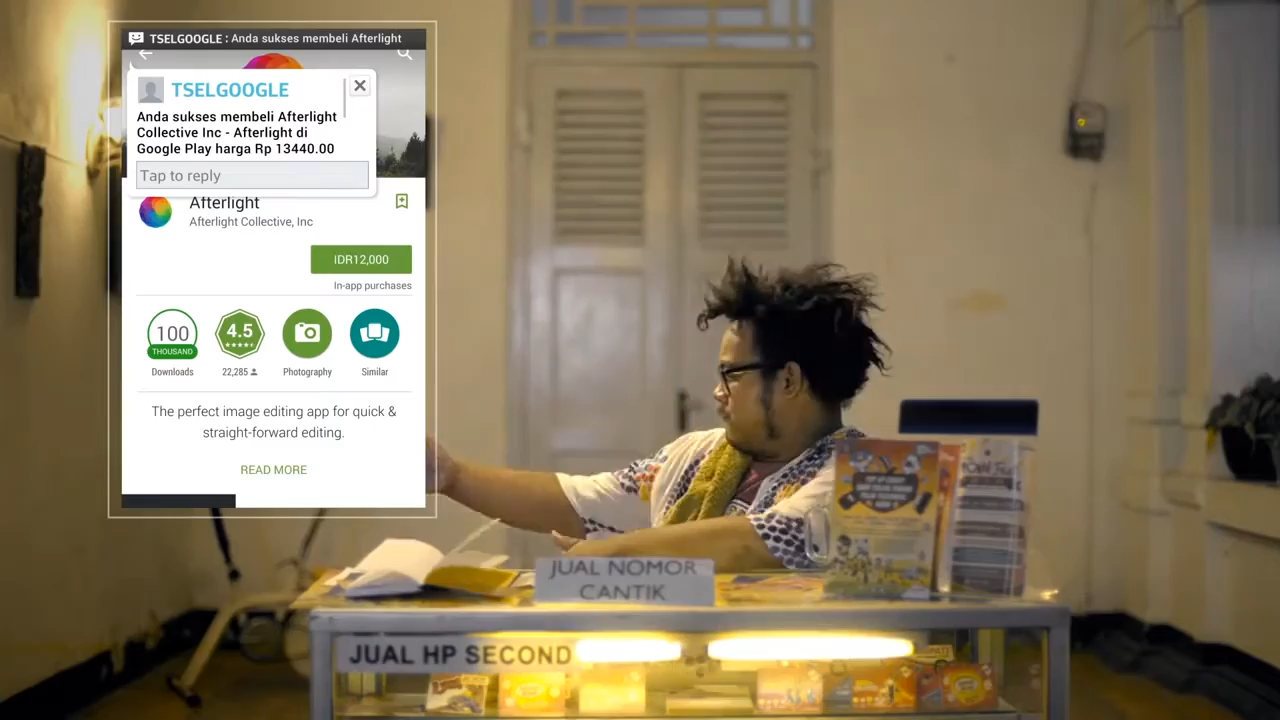 TSELGOOGLE : Anda sukses membeli Afterlight
TSELGOOGLE
Anda sukses membeli Afterlight
Collective Inc - Afterlight di
Google Play harga Rp 13440.00
Tap to reply
Afterlight
Afterlight Collective, Inc
IDR12,000
In-app purchases
100
THOUSAND
Downloads
4.5
22,285
Photography
Similar
The perfect image editing app for quick &
straight-forward editing.
READ MORE
JUAL NOMOR
CANTIK
JUAL HP SECOND